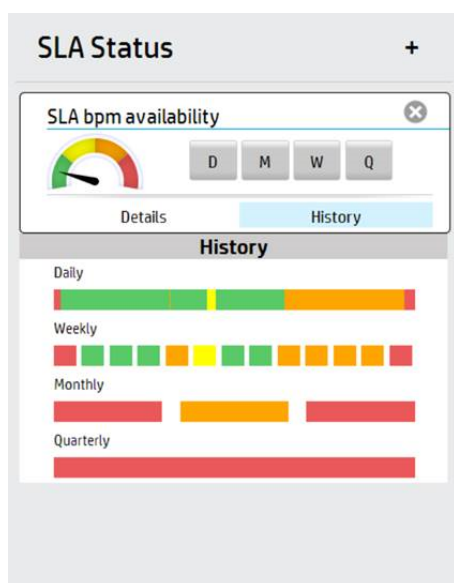 SLA Status +
SLA bpm availability
D M W Q
Details History
History
Daily
Weekly
Monthly
Quarterly